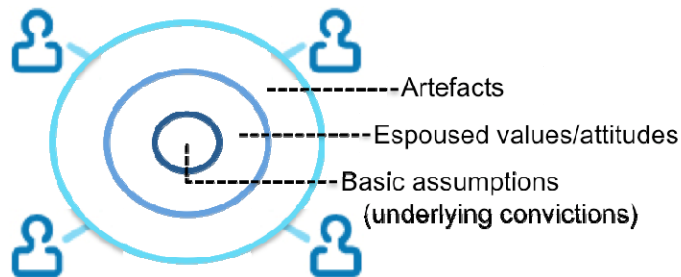 Artefacts
Espoused values/attitudes
Basic assumptions
(underlying convictions)